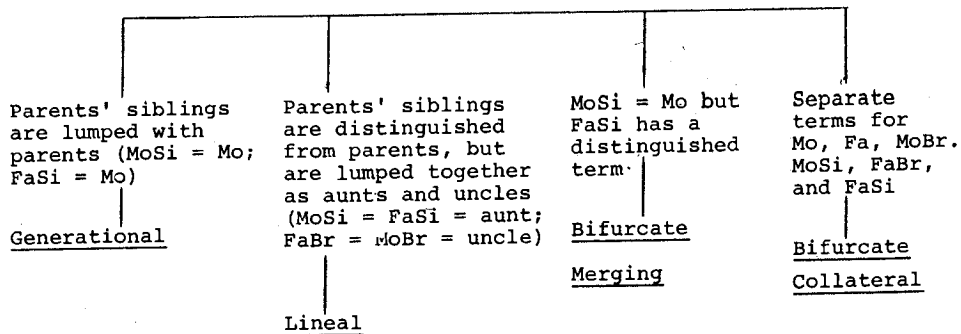 Parents' siblings
are lumped with
parents (MoSi = Mo;
FaSi = Mo)
Generational
Parents' siblings
are distinguished
from parents, but
are lumped together
as aunts and uncles
(MoSi = FaSi = aunt;
FaBr = MoBr = uncle)
Lineal
MoSi = Mo but
FaSi has a
distinguished
term
Bifurcate
Merging
Separate
terms for
Mo, Fa, MoBr.
MoSi, FaBr,
and FaSi
Bifurcate
Collateral